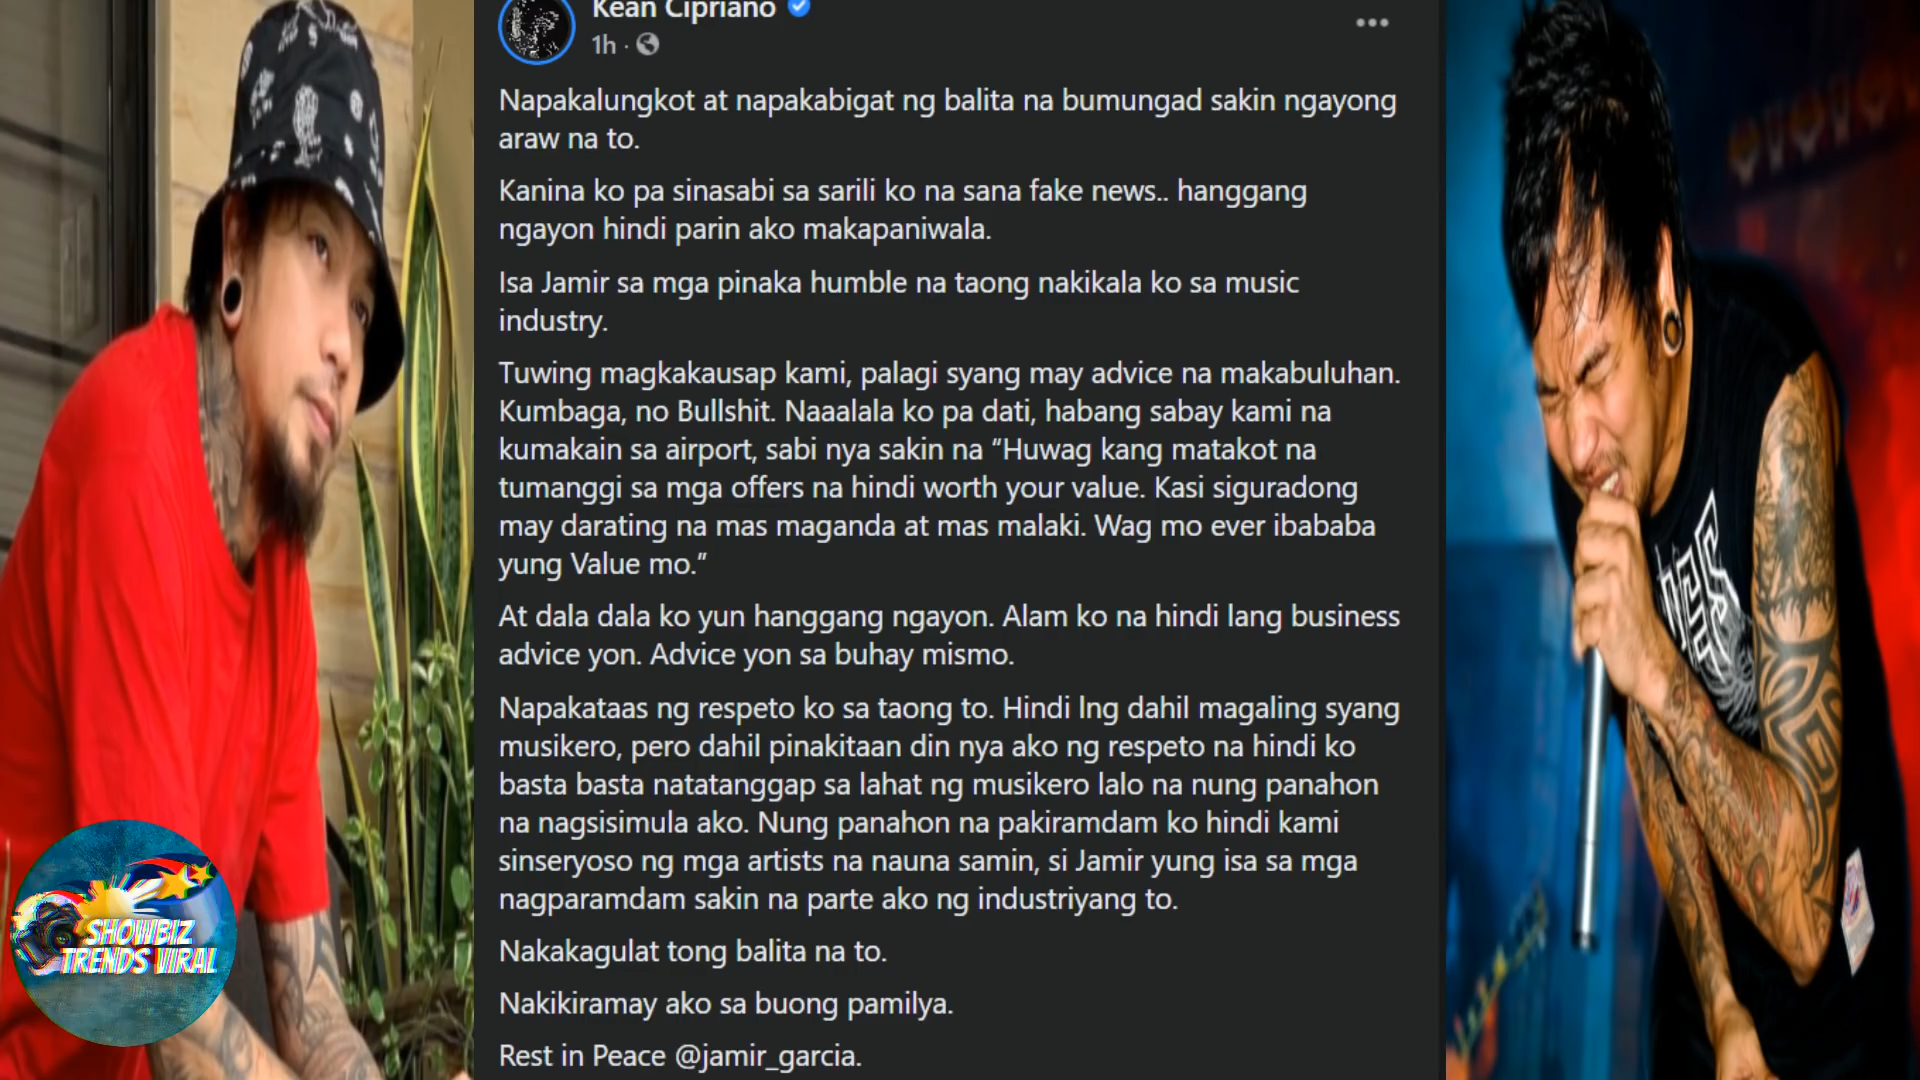 Kean Cipriano
1h ·
Napakalungkot at napakabigat ng balita na bumungad sakin ngayong
araw na to.
Kanina ko pa sinasabi sa sarili ko na sana fake news.. hanggang
ngayon hindi parin ako makapaniwala.
Isa Jamir sa mga pinaka humble na taong nakikala ko sa music
industry.
Tuwing magkakausap kami, palagi syang may advice na makabuluhan.
Kumbaga, no Bullshit. Naaalala ko pa dati, habang sabay kami na
kumakain sa airport, sabi nya sakin na "Huwag kang matakot na
tumanggi sa mga offers na hindi worth your value. Kasi siguradong
may darating na mas maganda at mas malaki. Wag mo ever ibababa
yung Value mo."
At dala dala ko yun hanggang ngayon. Alam ko na hindi lang business
advice yon. Advice yon sa buhay mismo.
Napakataas ng respeto ko sa taong to. Hindi lng dahil magaling syang
musikero, pero dahil pinakitaan din nya ako ng respeto na hindi ko
basta basta natatanggap sa lahat ng musikero lalo na nung panahon
na nagsisimula ako. Nung panahon na pakiramdam ko hindi kami
sinseryoso ng mga artists na nauna samin, si Jamir yung isa sa mga
nagparamdam sakin na parte ako ng industriyang to.
Nakakagulat tong balita na to.
Nakikiramay ako sa buong pamilya.
Rest in Peace @jamir_garcia.
SHOWBIZ
TRENDS VIRAL